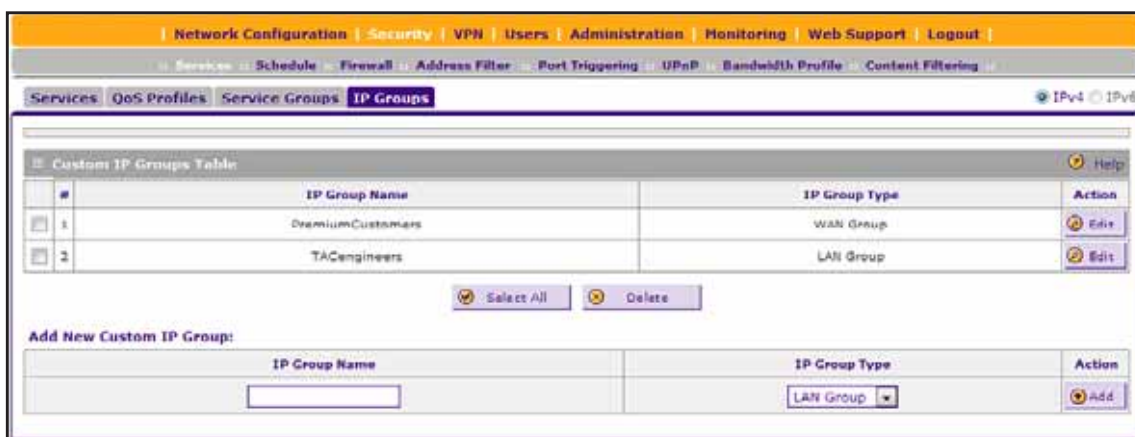 Network Configuration | Security | VPN | Users | Administration | Monitoring | Web Support | Logout
Services :: Schedule :: Firewall :: Address Filter :: Port Triggering :: UPnP :: Bandwidth Profile :: Content Filtering
Services QoS Profiles Service Groups IP Groups IPv4 IPv6
Custom IP Groups Table Help
# IP Group Name IP Group Type Action
1 PremiumCustomers WAN Group Edit
2 TACengineers LAN Group Edit
Select All Delete
Add New Custom IP Group:
IP Group Name IP Group Type Action
LAN Group Add